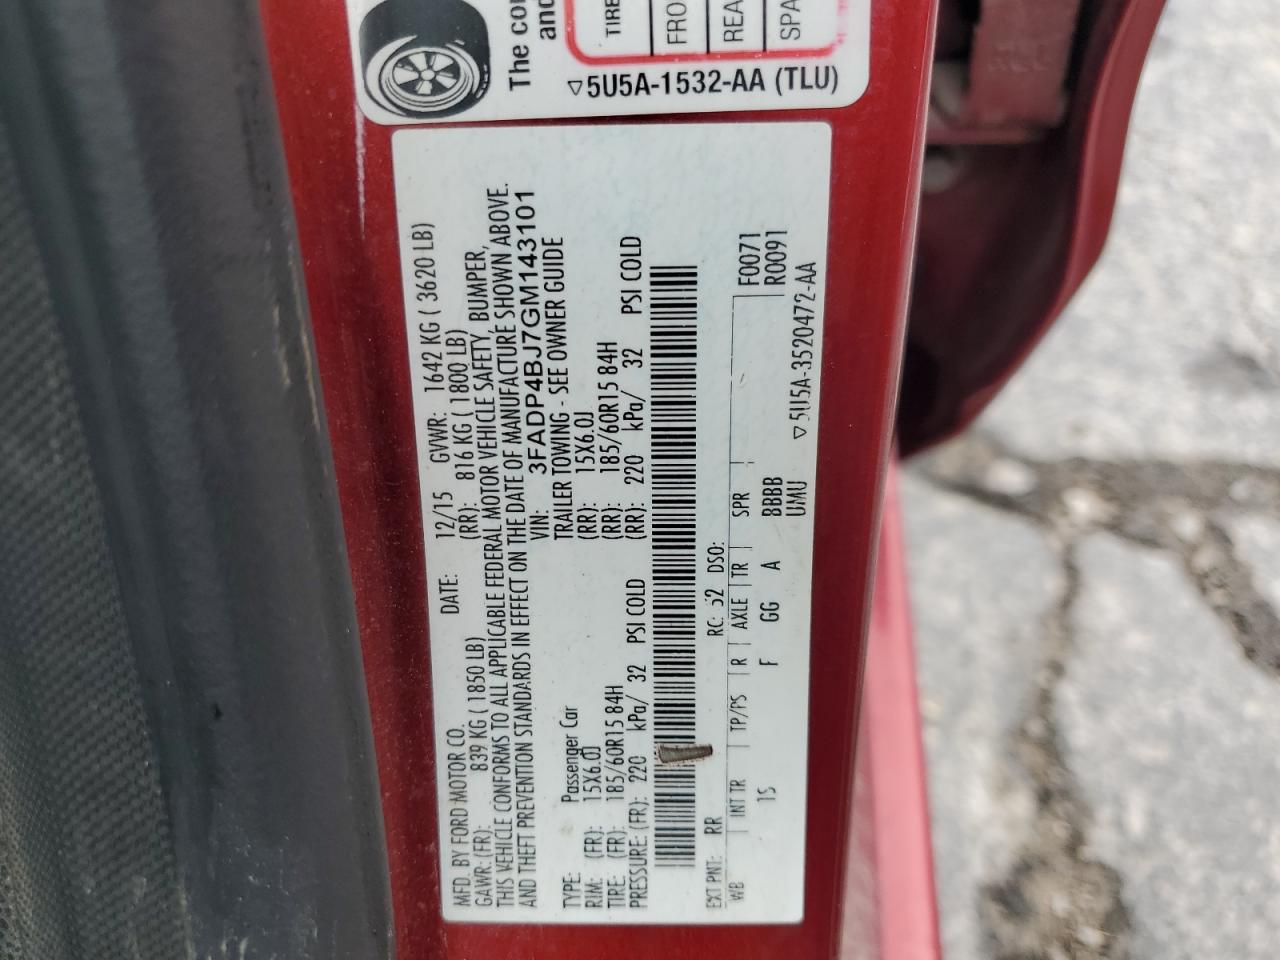 The
and
TIRE
FRO
REA
SPA
▽5U5A-1532-AA (TLU)
MFD. BY FORD MOTOR CO. DATE: 12/15 GVWR: 1642 KG ( 3620 LB)
GAWR: (FR): 839 KG ( 1850 LB) (RR): 816 KG ( 1800 LB)
THIS VEHICLE CONFORMS TO ALL APPLICABLE FEDERAL MOTOR VEHICLE SAFETY, BUMPER,
AND THEFT PREVENTION STANDARDS IN EFFECT ON THE DATE OF MANUFACTURE SHOWN ABOVE.
VIN: 3FADP4BJ7GM143101
TYPE: Passenger Car TRAILER TOWING - SEE OWNER GUIDE
RIM: (FR): 15X6.0J (RR): 15X6.0J
TIRE: (FR): 185/60R15 84H (RR): 185/60R15 84H
PRESSURE: (FR): 220 kPa/ 32 PSI COLD (RR): 220 kPa/ 32 PSI COLD
EXT PNT: RR RC: 52 DSO:
WB INT TR TP/PS R AXLE TR SPR F0071
15 F GG A BBBB R0091
UMU
▽5U5A-3520472-AA